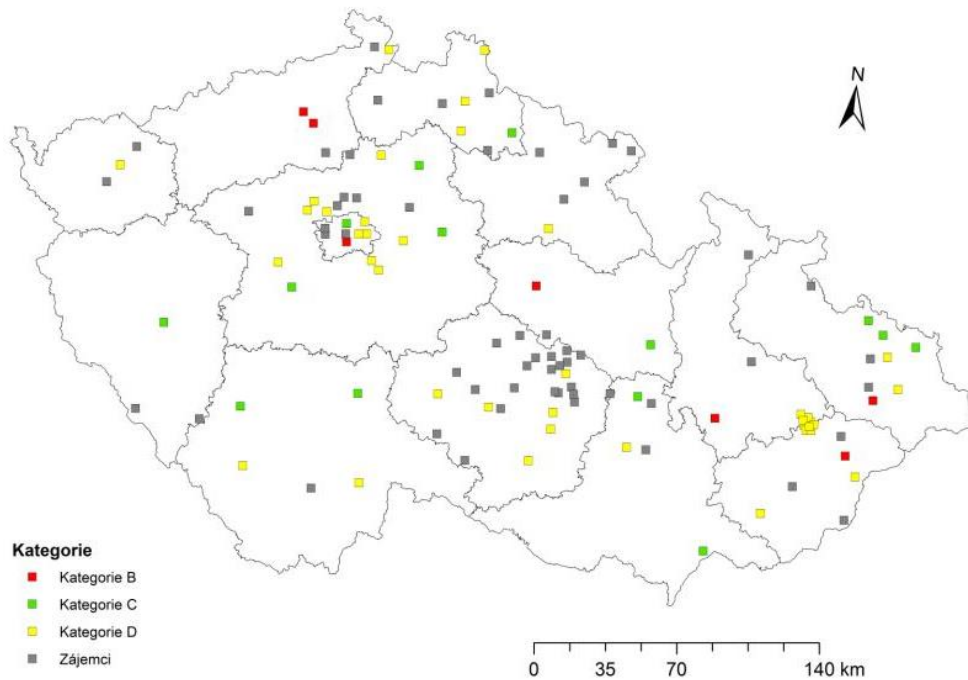 N
Kategorie
Kategorie B
Kategorie C
Kategorie D
Zájemci
0 35 70 140 km